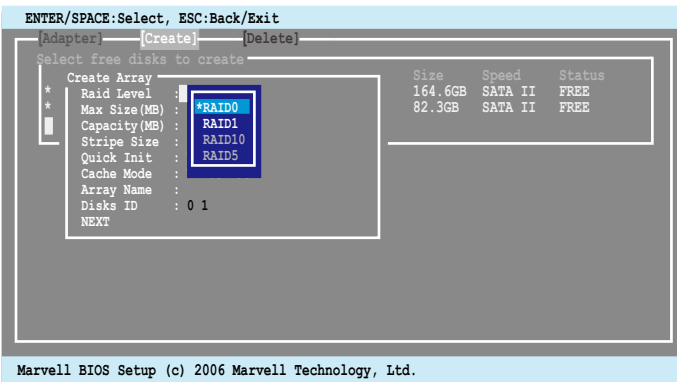 ENTER/SPACE:Select, ESC:Back/Exit
[Adapter] [Create] [Delete]
Select free disks to create
Create Array
Size Speed Status
* Raid Level : 164.6GB SATA II FREE
* Max Size(MB) : 82.3GB SATA II FREE
*RAID0
RAID1
RAID10
RAID5
Capacity(MB) :
Stripe Size :
Quick Init :
Cache Mode :
Array Name :
Disks ID : 0 1
NEXT
Marvell BIOS Setup (c) 2006 Marvell Technology, Ltd.